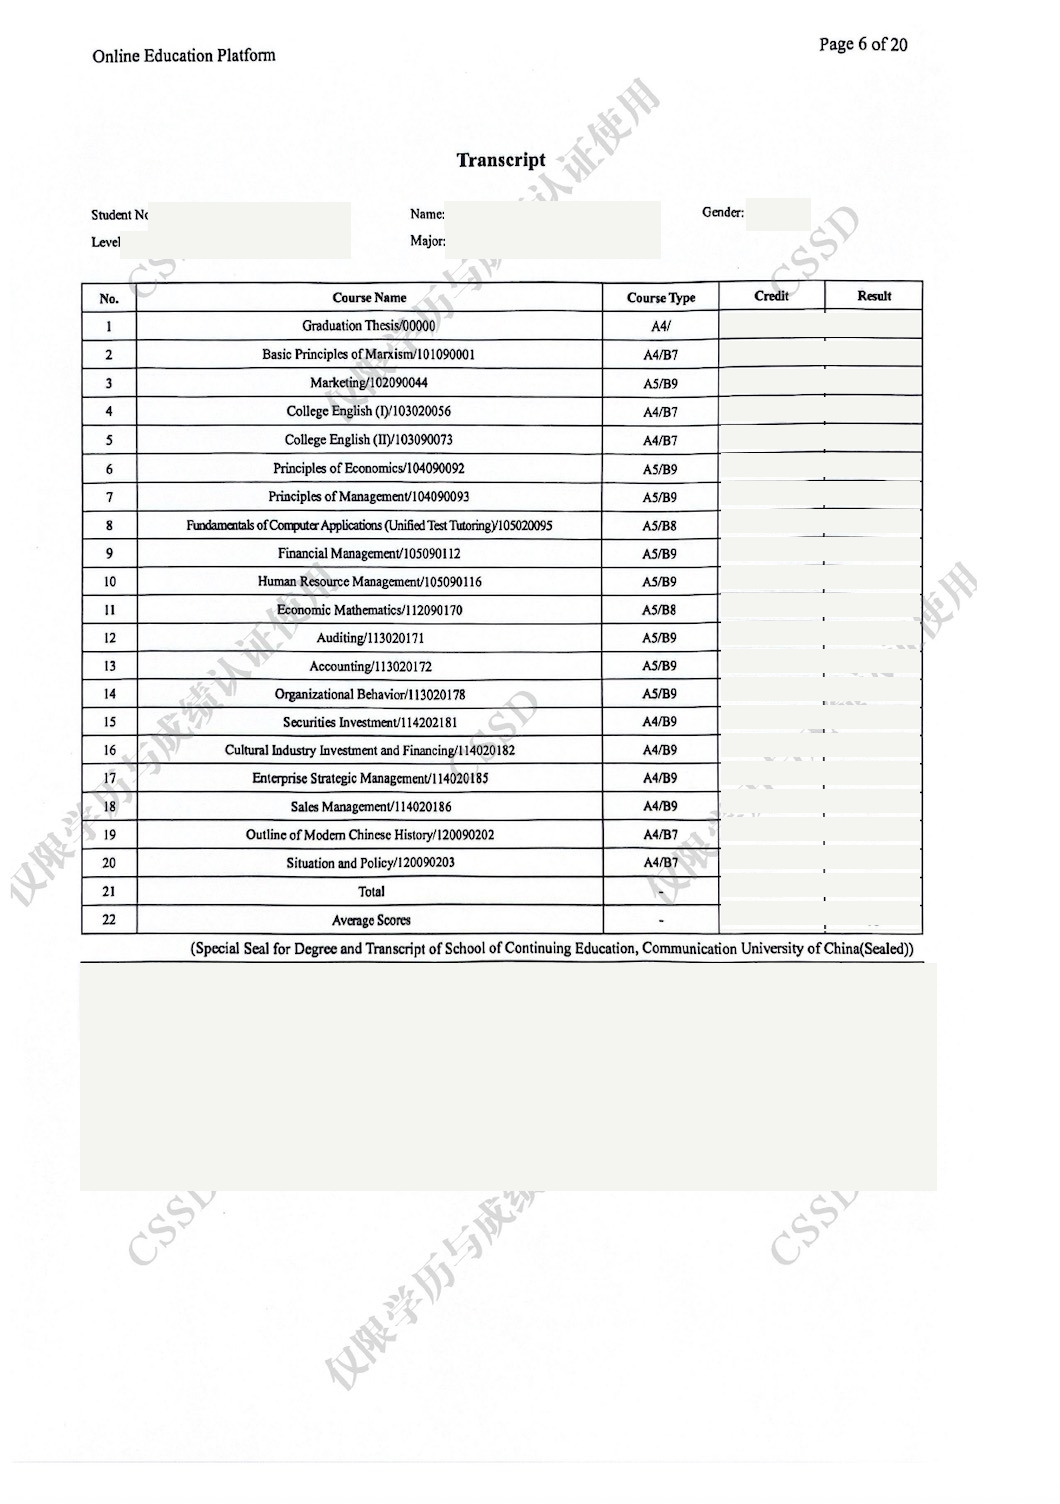 Online Education Platform
Page 6 of 20
Transcript
Student No
Name:
Gender:
Level
Major:
No. Course Name Course Type Credit Result
1 Graduation Thesis/00000 A4/
2 Basic Principles of Marxism/101090001 A4/B7
3 Marketing/102090044 A5/B9
4 College English (I)/103020056 A4/B7
5 College English (II)/103090073 A4/B7
6 Principles of Economics/104090092 A5/B9
7 Principles of Management/104090093 A5/B9
8 Fundamentals of Computer Applications (Unified Test Tutoring)/105020095 A5/B8
9 Financial Management/105090112 A5/B9
10 Human Resource Management/105090116 A5/B9
11 Economic Mathematics/112090170 A5/B8
12 Auditing/113020171 A5/B9
13 Accounting/113020172 A5/B9
14 Organizational Behavior/113020178 A5/B9
15 Securities Investment/114202181 A4/B9
16 Cultural Industry Investment and Financing/114020182 A4/B9
17 Enterprise Strategic Management/114020185 A4/B9
18 Sales Management/114020186 A4/B9
19 Outline of Modern Chinese History/120090202 A4/B7
20 Situation and Policy/120090203 A4/B7
21 Total -
22 Average Scores -
(Special Seal for Degree and Transcript of School of Continuing Education, Communication University of China(Sealed))
仅限学历与成绩认证使用
CSSD
CSSD
仅限学历与成绩认证使用
CSSD
使用
仅限学
CSSD
仅限学历与成绩
CSSD